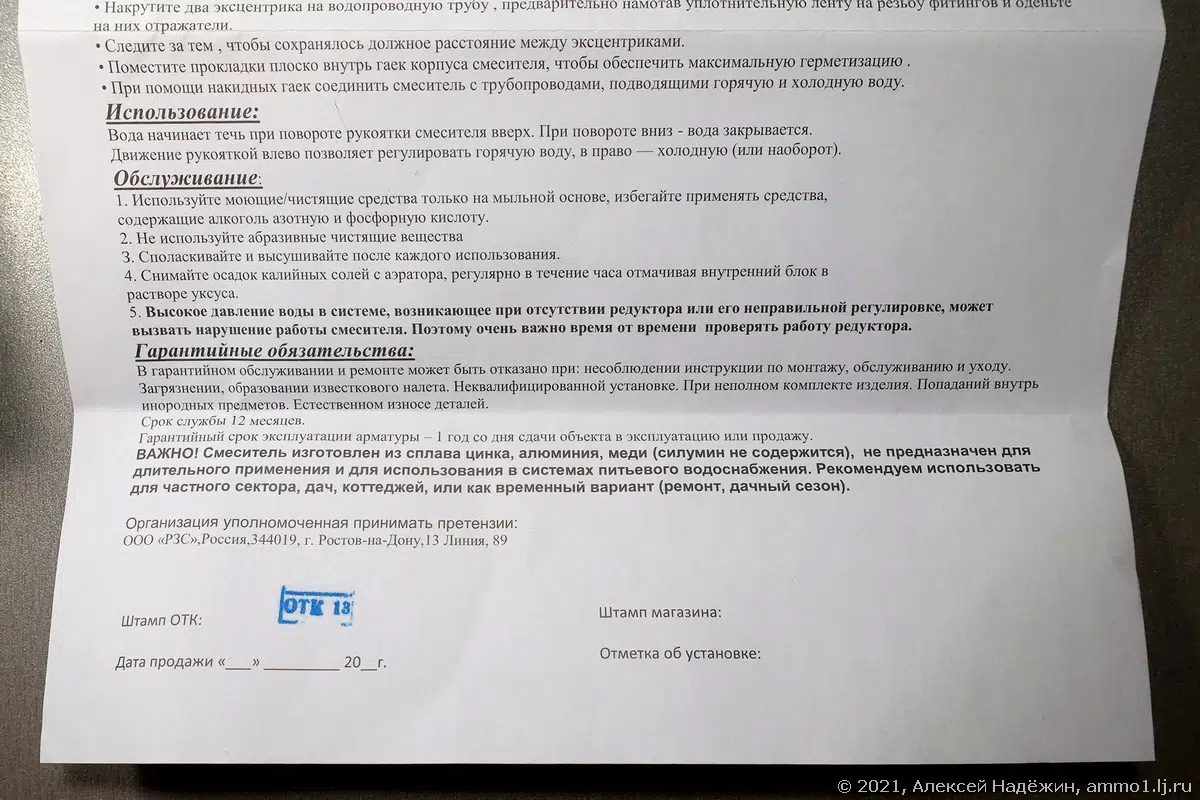 • Накрутите два эксцентрика на водопроводную трубу , предварительно намотав уплотнительную ленту на резьбу фитингов и оденьте
на них отражатели.
• Следите за тем , чтобы сохранялось должное расстояние между эксцентриками.
• Поместите прокладки плоско внутрь гаек корпуса смесителя, чтобы обеспечить максимальную герметизацию .
• При помощи накидных гаек соединить смеситель с трубопроводами, подводящими горячую и холодную воду.
Использование:
Вода начинает течь при повороте рукоятки смесителя вверх. При повороте вниз - вода закрывается.
Движение рукояткой влево позволяет регулировать горячую воду, в право — холодную (или наоборот).
Обслуживание:
1. Используйте моющие/чистящие средства только на мыльной основе, избегайте применять средства,
содержащие алкоголь азотную и фосфорную кислоту.
2. Не используйте абразивные чистящие вещества
3. Споласкивайте и высушивайте после каждого использования.
4. Снимайте осадок калийных солей с аэратора, регулярно в течение часа отмачивая внутренний блок в
растворе уксуса.
5. Высокое давление воды в системе, возникающее при отсутствии редуктора или его неправильной регулировке, может
вызвать нарушение работы смесителя. Поэтому очень важно время от времени проверять работу редуктора.
Гарантийные обязательства:
В гарантийном обслуживании и ремонте может быть отказано при: несоблюдении инструкции по монтажу, обслуживанию и уходу.
Загрязнении, образовании известкового налета. Неквалифицированной установке. При неполном комплекте изделия. Попаданий внутрь
инородных предметов. Естественном износе деталей.
Срок службы 12 месяцев.
Гарантийный срок эксплуатации арматуры – 1 год со дня сдачи объекта в эксплуатацию или продажу.
ВАЖНО! Смеситель изготовлен из сплава цинка, алюминия, меди (силумин не содержится), не предназначен для
длительного применения и для использования в системах питьевого водоснабжения. Рекомендуем использовать
для частного сектора, дач, коттеджей, или как временный вариант (ремонт, дачный сезон).
Организация уполномоченная принимать претензии:
ООО «РЗС»,Россия,344019, г. Ростов-на-Дону,13 Линия, 89
Штамп ОТК:
ОТК 13
Штамп магазина:
Дата продажи «___» _________ 20__г.
Отметка об установке:
© 2021, Алексей Надёжин, ammo1.lj.ru